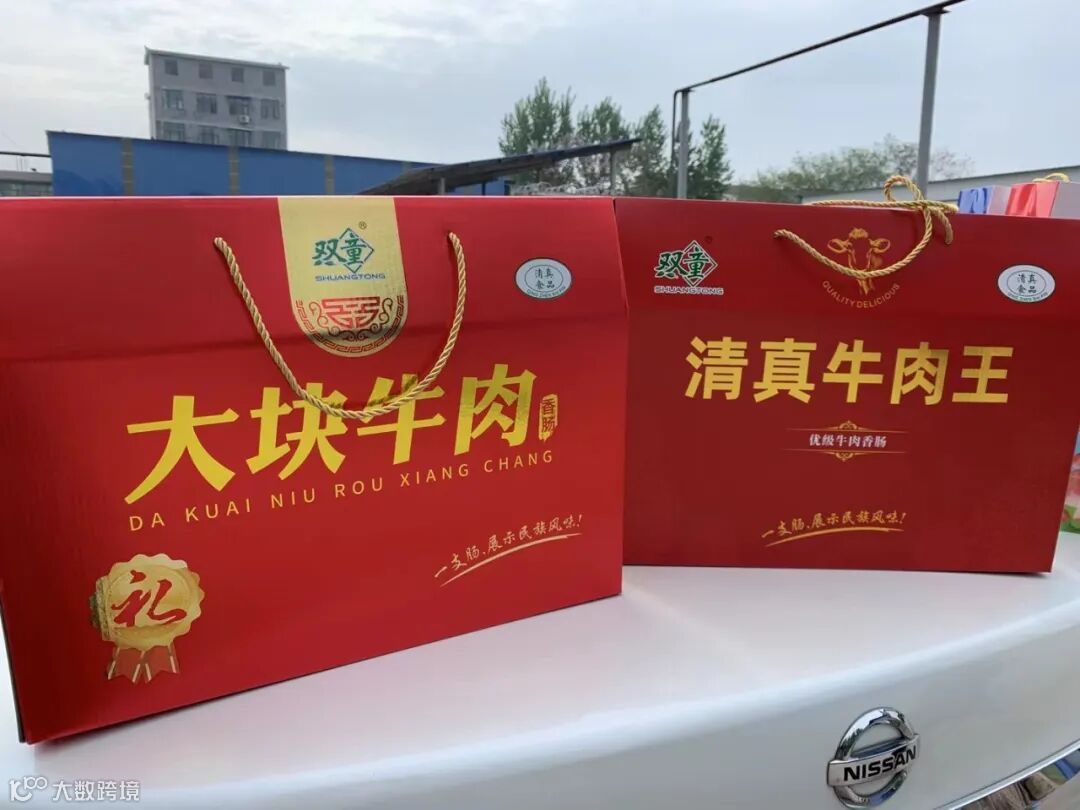 双童
®
SHUANGTONG
清真
食品
大块牛肉
香肠
DA KUAI NIU ROU XIANG CHANG
一支肠,展示民族风味!
礼
双童
SHUANGTONG
QUALITY DELICIOUS
清真
食品
清真牛肉王
优级牛肉香肠
一支肠,展示民族风味!
NISSAN
大数跨境